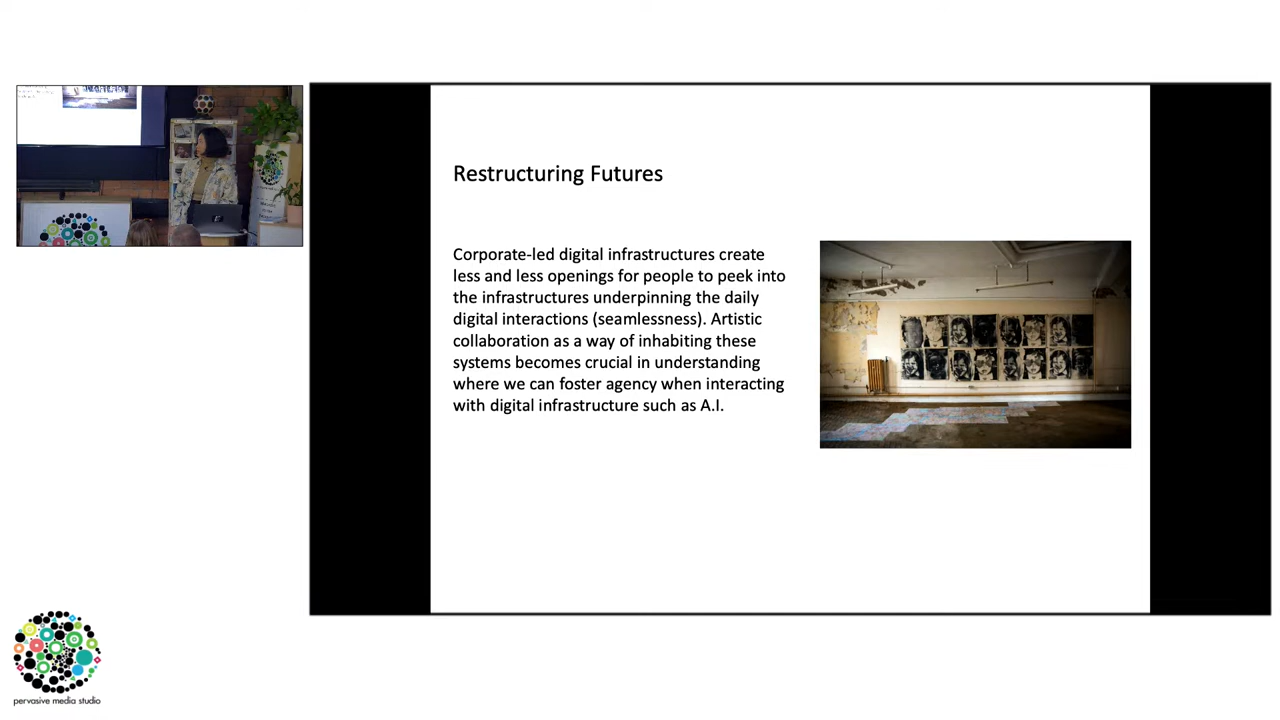 Restructuring Futures
Corporate-led digital infrastructures create
less and less openings for people to peek into
the infrastructures underpinning the daily
digital interactions (seamlessness). Artistic
collaboration as a way of inhabiting these
systems becomes crucial in understanding
where we can foster agency when interacting
with digital infrastructure such as A.I.
pervasive media studio